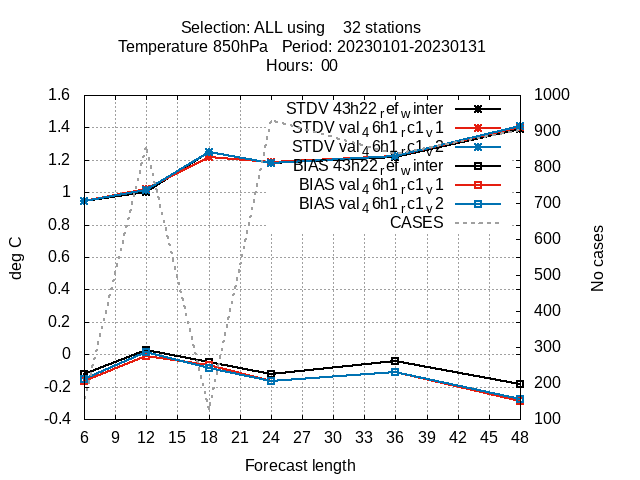 Selection: ALL using    32 stations
Temperature 850hPa   Period: 20230101-20230131
Hours:  00
1.6
1.4
1.2
1
0.8
0.6
0.4
0.2
0
-0.2
-0.4
deg C
STDV 43h22_ref_winter
STDV val_46h1_rc1_v1
STDV val_46h1_rc1_v2
BIAS 43h22_ref_winter
BIAS val_46h1_rc1_v1
BIAS val_46h1_rc1_v2
CASES
1000
900
800
700
600
500
400
300
200
100
No cases
6 9 12 15 18 21 24 27 30 33 36 39 42 45 48
Forecast length